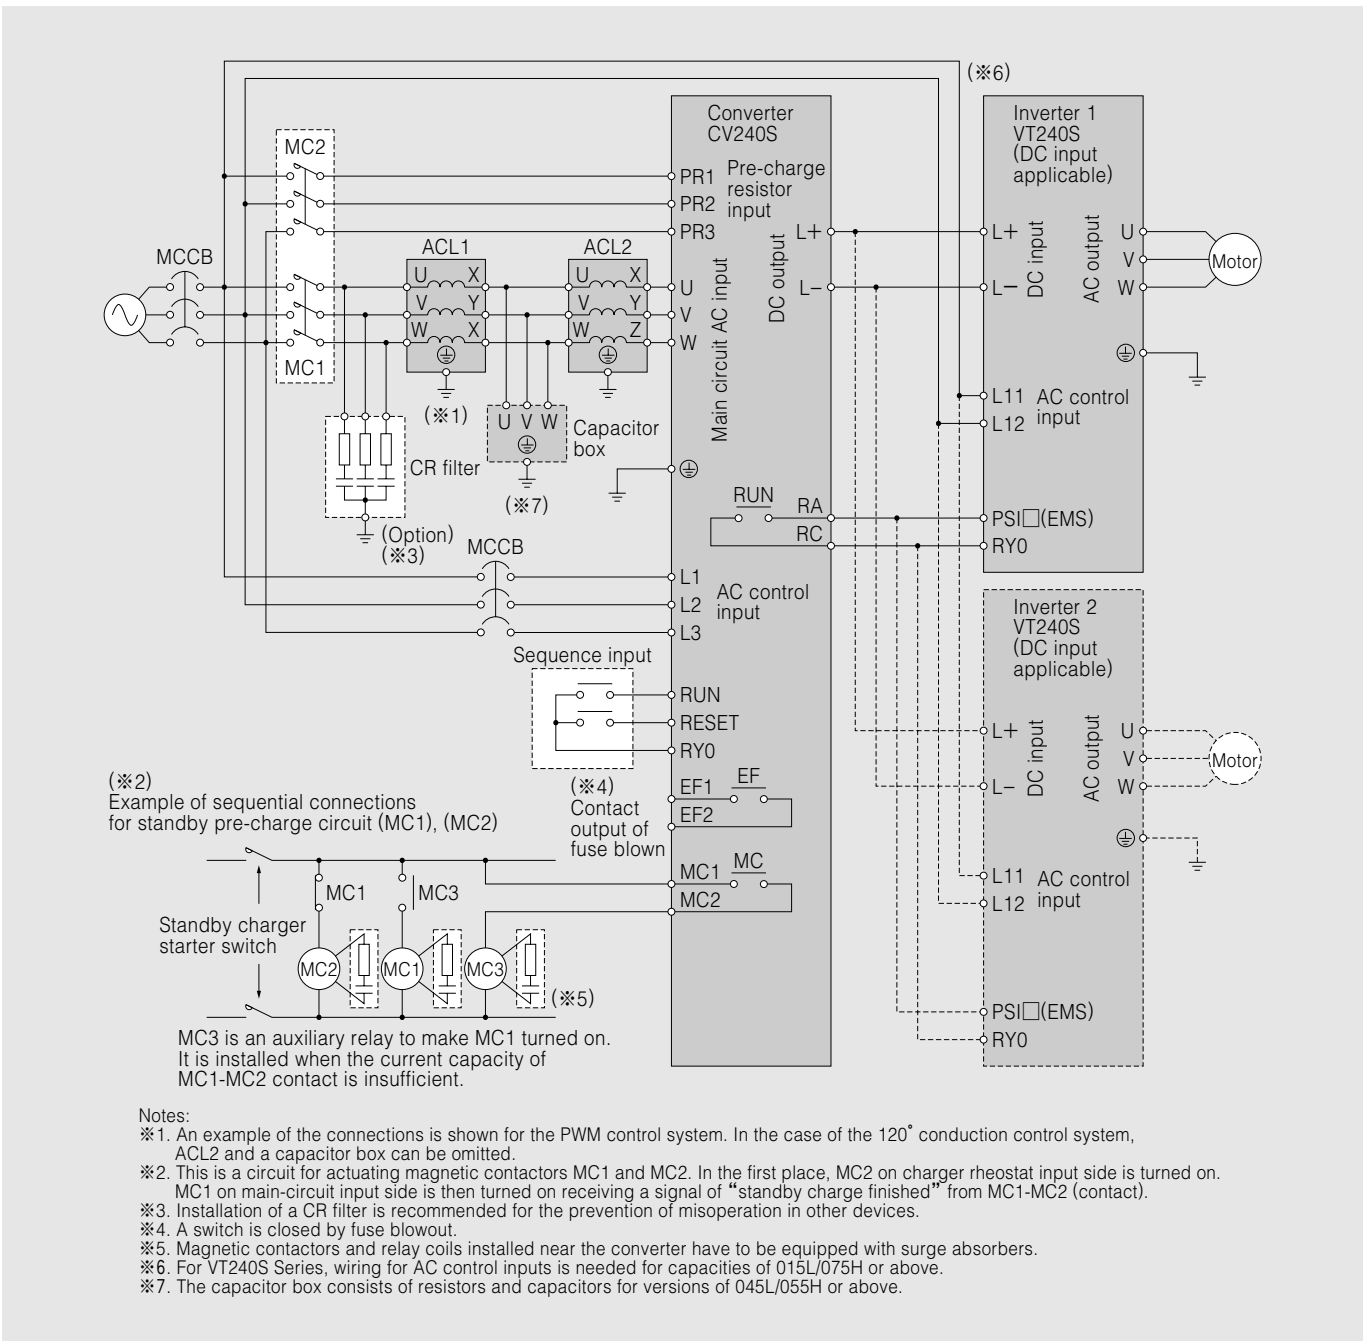 (※6)
Converter
CV240S
Inverter 1
VT240S
(DC input
applicable)
MC2
PR1
PR2
PR3
Pre-charge
resistor
input
MCCB
ACL1
ACL2
U X
V Y
W X
U X
V Y
W Z
U
V
W
Main circuit AC input
DC output
L+
L−
L+
L−
DC input
AC output
U
V
W
Motor
MC1
(※1)
U V W
Capacitor
box
(※7)
CR filter
(Option)
(※3)
L11
L12
AC control
input
RUN
RA
RC
PSI□(EMS)
RY0
MCCB
L1
L2
L3
AC control
input
Inverter 2
VT240S
(DC input
applicable)
Sequence input
RUN
RESET
RY0
L+
L−
DC input
AC output
U
V
W
Motor
(※4)
Contact
output of
fuse blown
EF1
EF2
EF
MC1
MC2
MC
L11
L12
AC control
input
PSI□(EMS)
RY0
(※2)
Example of sequential connections
for standby pre-charge circuit (MC1), (MC2)
MC1
MC3
Standby charger
starter switch
MC2
MC1
MC3
(※5)
MC3 is an auxiliary relay to make MC1 turned on.
It is installed when the current capacity of
MC1-MC2 contact is insufficient.
Notes:
※1. An example of the connections is shown for the PWM control system. In the case of the 120° conduction control system,
ACL2 and a capacitor box can be omitted.
※2. This is a circuit for actuating magnetic contactors MC1 and MC2. In the first place, MC2 on charger rheostat input side is turned on.
MC1 on main-circuit input side is then turned on receiving a signal of “standby charge finished” from MC1-MC2 (contact).
※3. Installation of a CR filter is recommended for the prevention of misoperation in other devices.
※4. A switch is closed by fuse blowout.
※5. Magnetic contactors and relay coils installed near the converter have to be equipped with surge absorbers.
※6. For VT240S Series, wiring for AC control inputs is needed for capacities of 015L/075H or above.
※7. The capacitor box consists of resistors and capacitors for versions of 045L/055H or above.